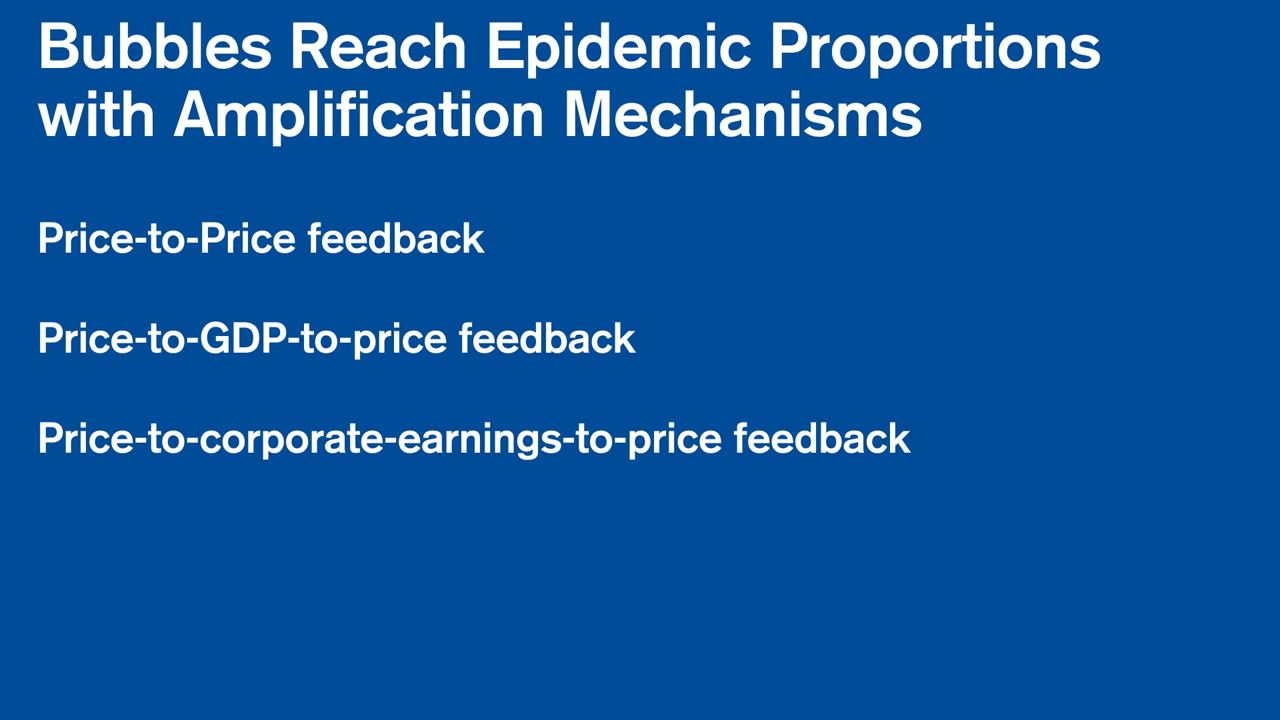 Bubbles Reach Epidemic Proportions
with Amplification Mechanisms
Price-to-Price feedback
Price-to-GDP-to-price feedback
Price-to-corporate-earnings-to-price feedback